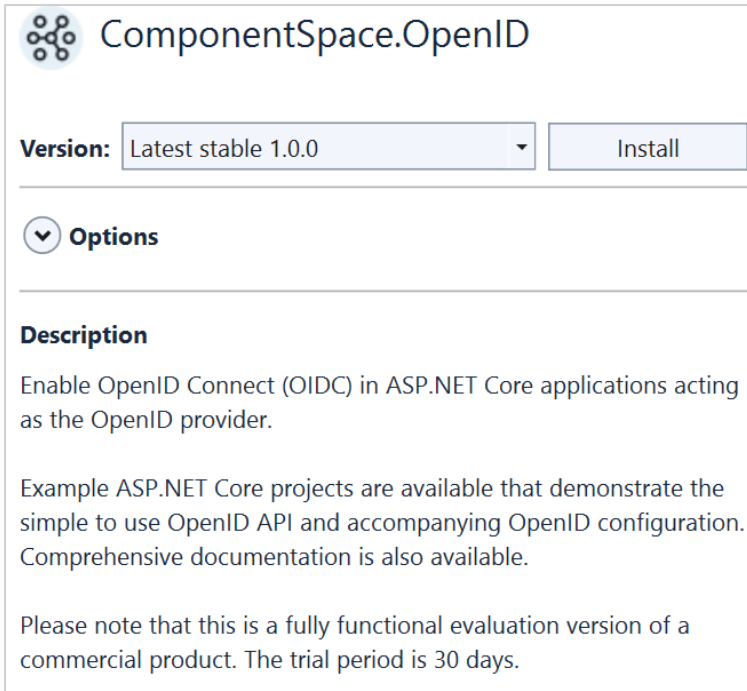 ComponentSpace.OpenID
Version: Latest stable 1.0.0 Install
Options
Description
Enable OpenID Connect (OIDC) in ASP.NET Core applications acting
as the OpenID provider.
Example ASP.NET Core projects are available that demonstrate the
simple to use OpenID API and accompanying OpenID configuration.
Comprehensive documentation is also available.
Please note that this is a fully functional evaluation version of a
commercial product. The trial period is 30 days.